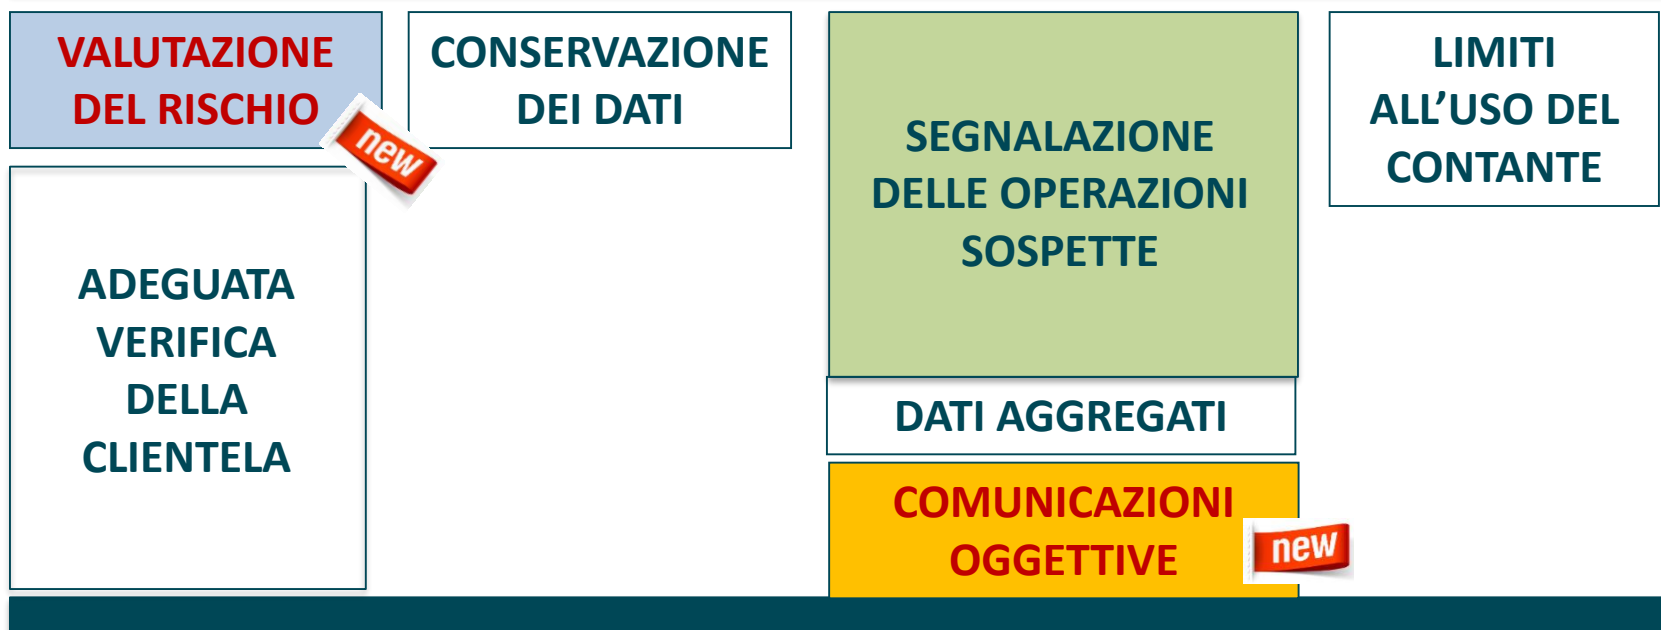 VALUTAZIONE
DEL RISCHIO
new
ADEGUATA
VERIFICA
DELLA
CLIENTELA
CONSERVAZIONE
DEI DATI
SEGNALAZIONE
DELLE OPERAZIONI
SOSPETTE
DATI AGGREGATI
COMUNICAZIONI
OGGETTIVE
new
LIMITI
ALL’USO DEL
CONTANTE